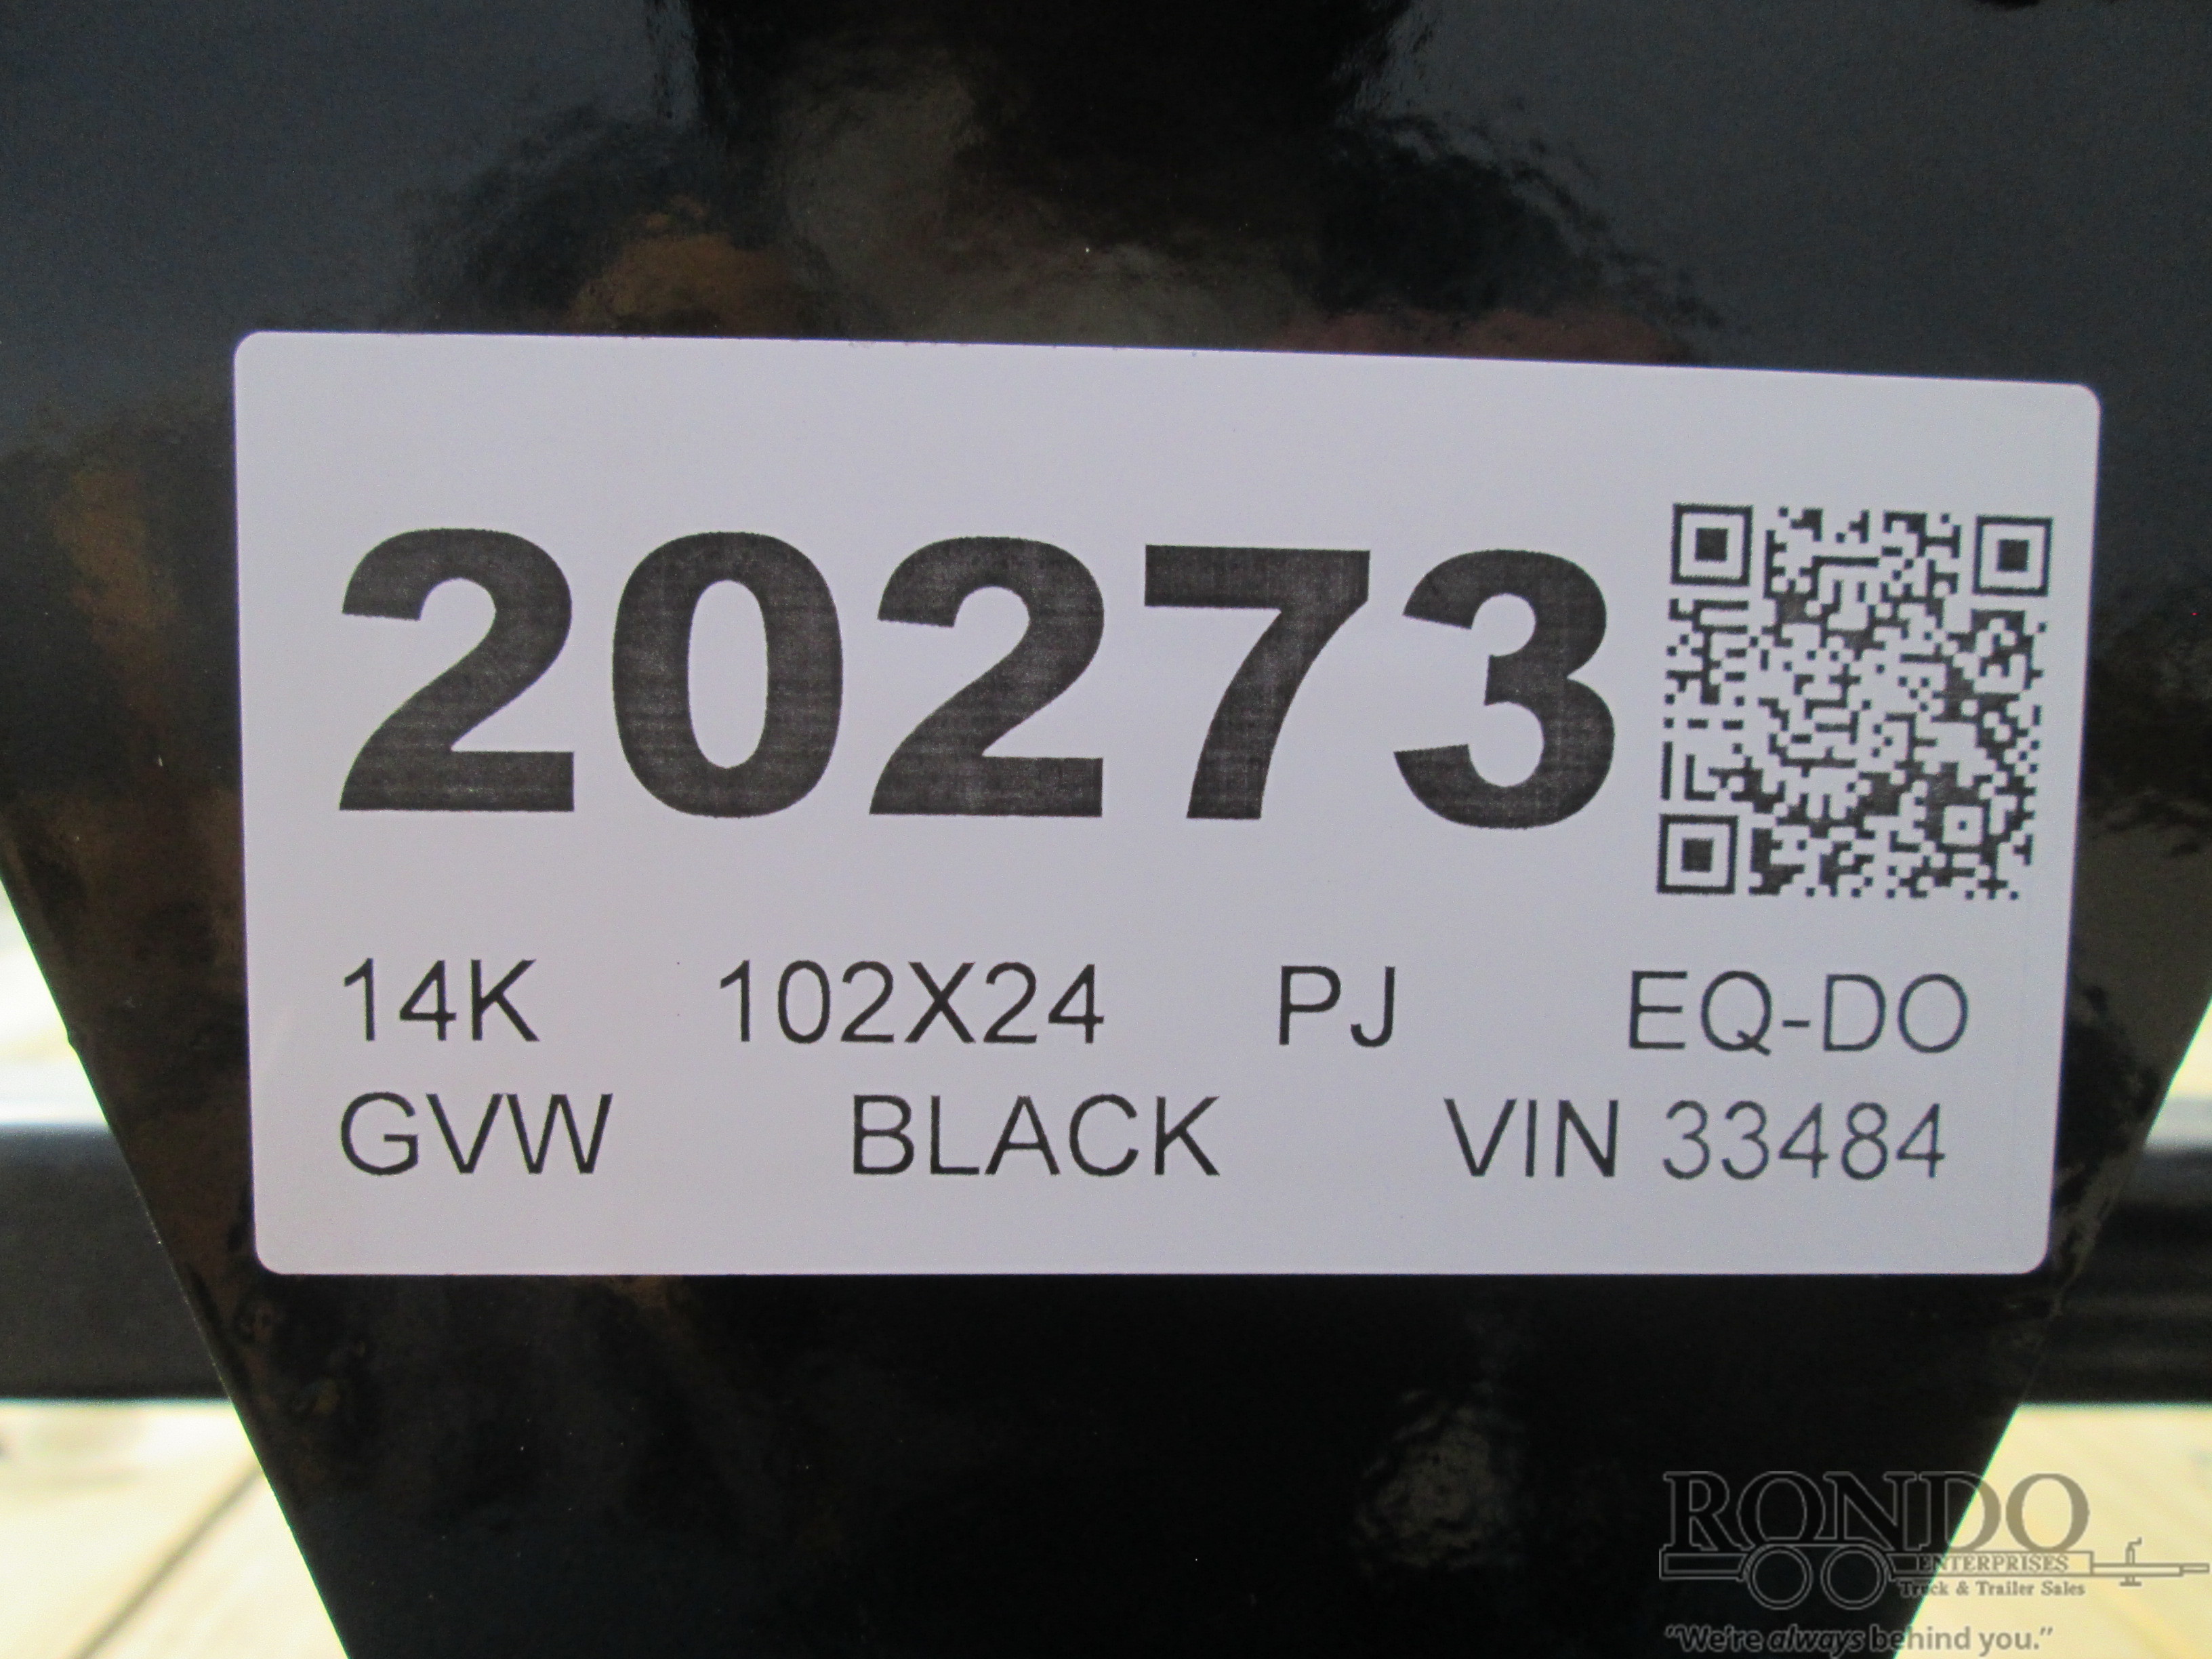 20273
14K 102X24 PJ EQ-DO
GVW BLACK VIN 33484
RONDO
ENTERPRISES
Truck & Trailer Sales
"We're always behind you."